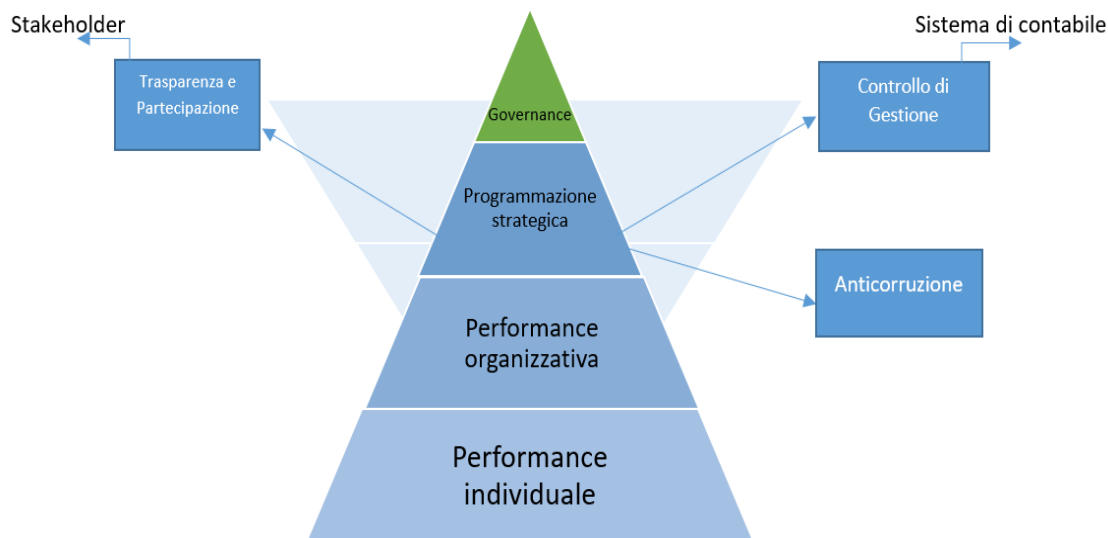 Stakeholder
Sistema di contabile
Trasparenza e
Partecipazione
Controllo di
Gestione
Governance
Programmazione
strategica
Anticorruzione
Performance
organizzativa
Performance
individuale